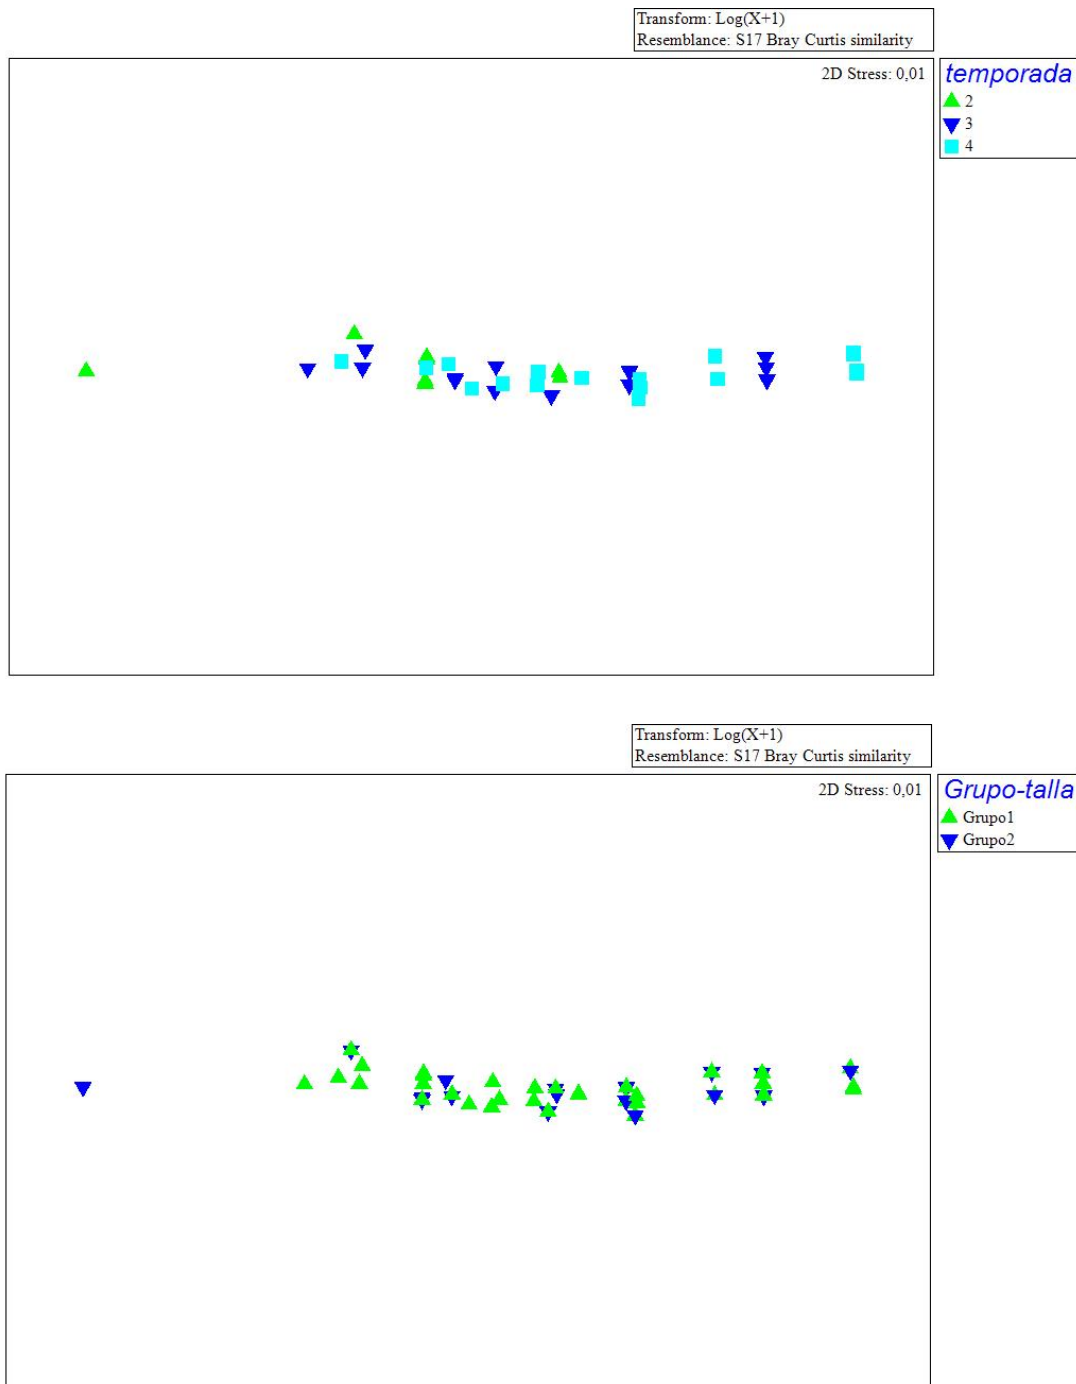 Transform: Log(X+1)
Resemblance: S17 Bray Curtis similarity
2D Stress: 0,01
temporada
2
3
4
Transform: Log(X+1)
Resemblance: S17 Bray Curtis similarity
2D Stress: 0,01
Grupo-talla
Grupo1
Grupo2